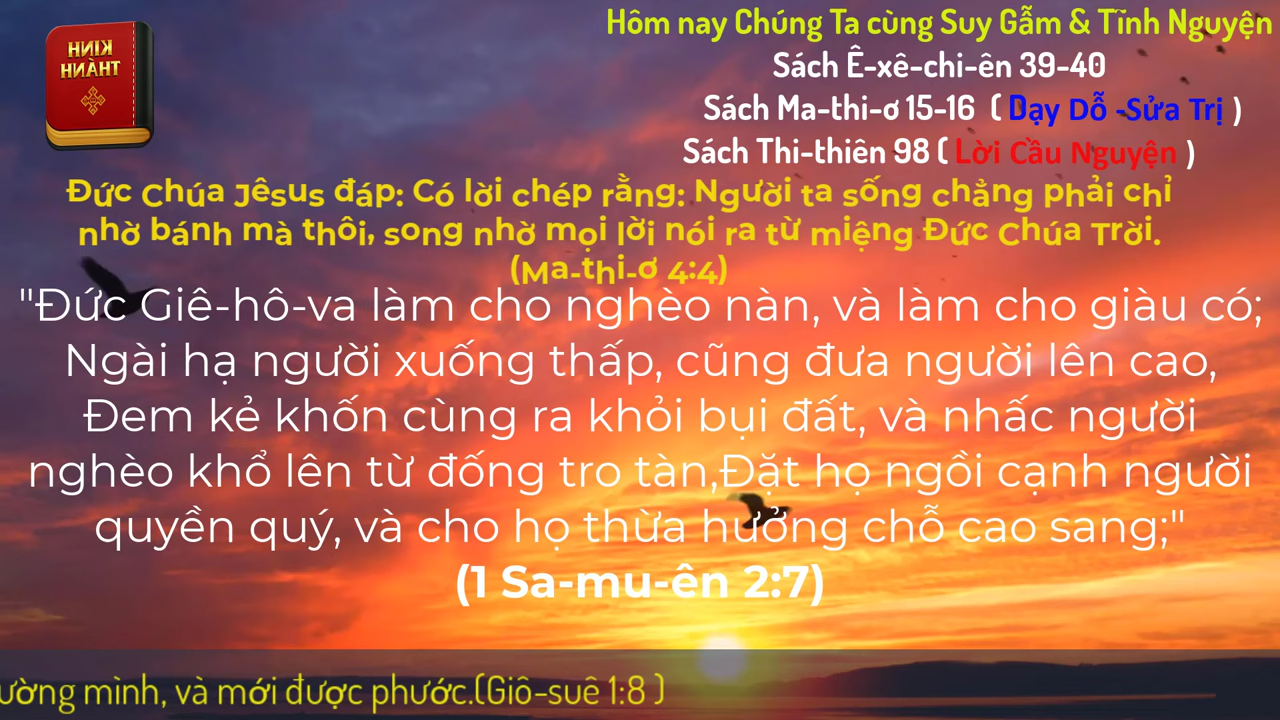 KINH
THÀNH
Hôm nay Chúng Ta cùng Suy Gẫm & Tĩnh Nguyện
Sách Ê-xê-chi-ên 39-40
Sách Ma-thi-ơ 15-16 ( Dạy Dỗ -Sửa Trị )
Sách Thi-thiên 98 ( Lời Cầu Nguyện )
Đức Chúa Jêsus đáp: Có lời chép rằng: Người ta sống chẳng phải chỉ
nhờ bánh mà thôi, song nhờ mọi lời nói ra từ miệng Đức Chúa Trời.
(Ma-thi-ơ 4:4)
"Đức Giê-hô-va làm cho nghèo nàn, và làm cho giàu có;
Ngài hạ người xuống thấp, cũng đưa người lên cao,
Đem kẻ khốn cùng ra khỏi bụi đất, và nhấc người
nghèo khổ lên từ đống tro tàn,Đặt họ ngồi cạnh người
quyền quý, và cho họ thừa hưởng chỗ cao sang;"
(1 Sa-mu-ên 2:7)
ường mình, và mới được phước.(Giô-suê 1:8 )